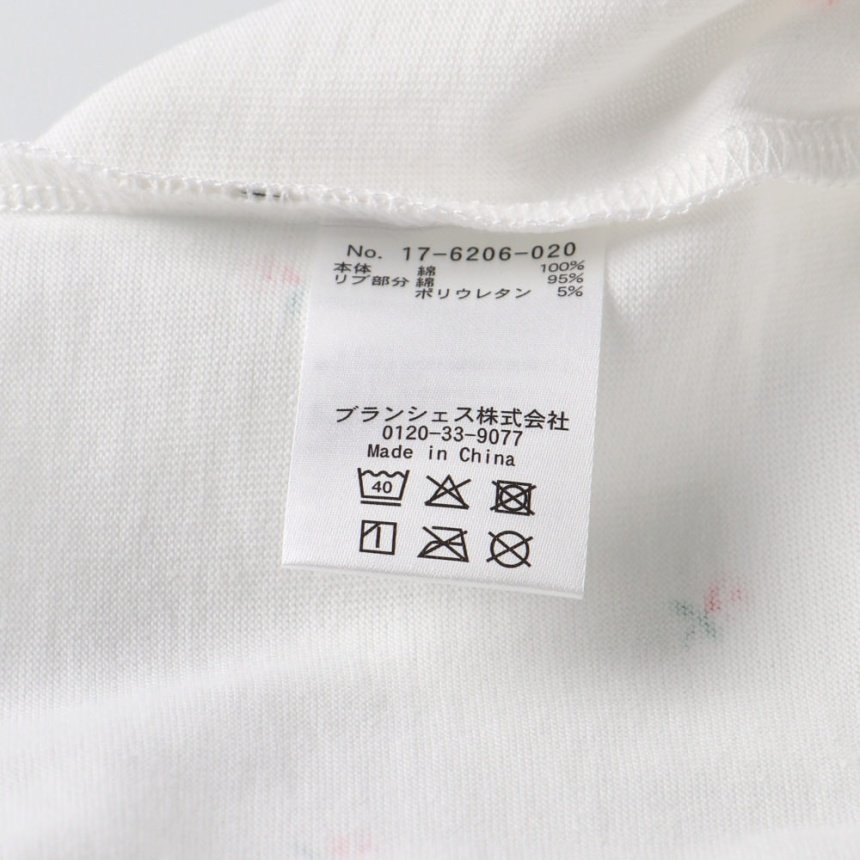 No. 17-6206-020
本体 綿 100%
リブ部分 綿 95%
ポリウレタン 5%
ブランシェス株式会社
0120-33-9077
Made in China
40